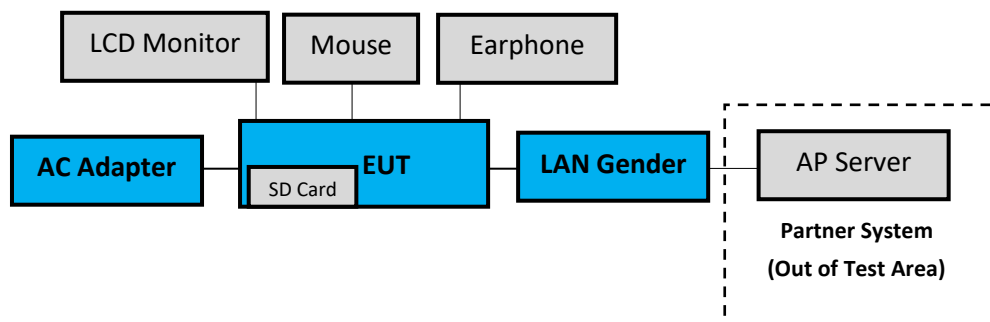 LCD Monitor
Mouse
Earphone
AC Adapter
EUT
SD Card
LAN Gender
AP Server
Partner System
(Out of Test Area)